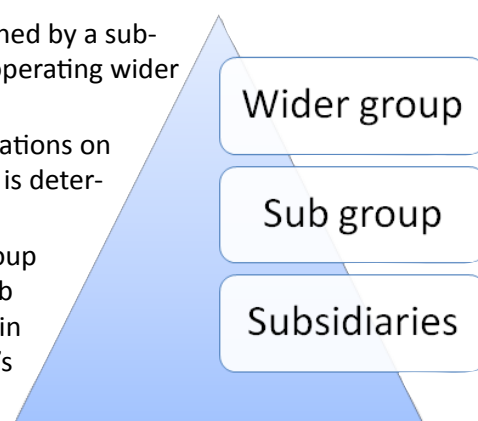 ned by a sub-
operating wider
ations on
is deter-
oup
b
in
's
Wider group
Sub group
Subsidiaries